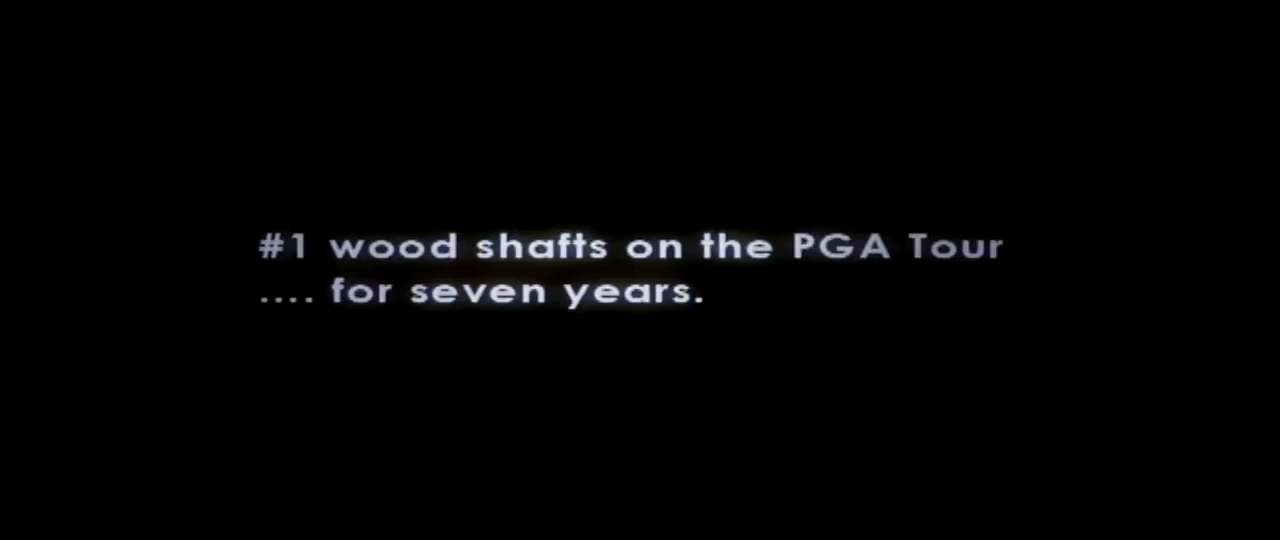 #1 wood shafts on the PGA Tour
.... for seven years.